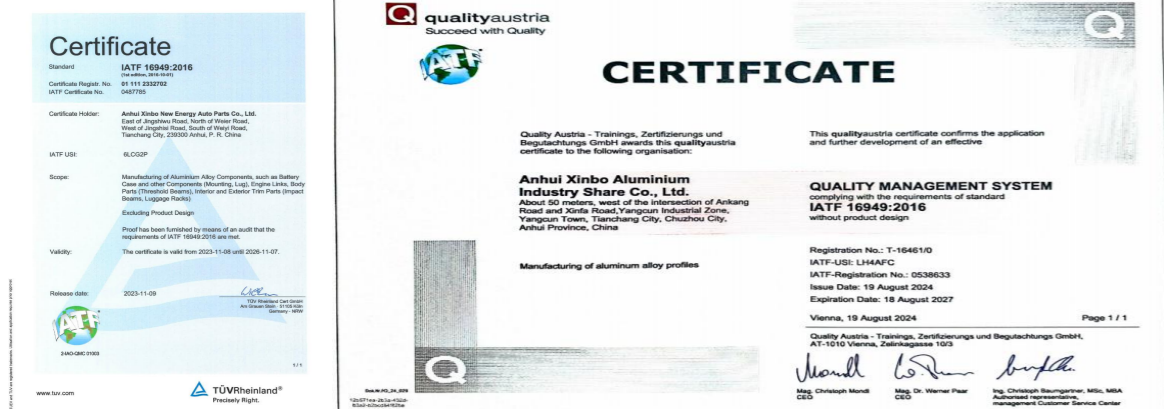 Certificate
Standard IATF 16949:2016
(1st edition, 2016-10-01)
Certificate Registr. No. 01 111 2332702
IATF Certificate No. 0487785
Certificate Holder: Anhui Xinbo New Energy Auto Parts Co., Ltd.
East of Jingshiwu Road, North of Weier Road,
West of Jingshisi Road, South of Weiyi Road,
Tianchang City, 239300 Anhui, P. R. China
IATF USI: 6LCG2P
Scope: Manufacturing of Aluminium Alloy Components, such as Battery
Case and other Components (Mounting, Lug), Engine Links, Body
Parts (Threshold Beams), Interior and Exterior Trim Parts (Impact
Beams, Luggage Racks)
Excluding Product Design
Proof has been furnished by means of an audit that the
requirements of IATF 16949:2016 are met.
Validity: The certificate is valid from 2023-11-08 until 2026-11-07.
Release date: 2023-11-09
TÜV Rheinland Cert GmbH
Am Grauen Stein · 51105 Köln
Germany - NRW
IATF
2-IAO-QMC 01003
1 / 1
www.tuv.com
TÜVRheinland®
Precisely Right.
Q qualityaustria
Succeed with Quality
IATF
Q
CERTIFICATE
Quality Austria - Trainings, Zertifizierungs und
Begutachtungs GmbH awards this qualityaustria
certificate to the following organisation:
Anhui Xinbo Aluminium
Industry Share Co., Ltd.
About 50 meters, west of the intersection of Ankang
Road and Xinfa Road,Yangcun Industrial Zone,
Yangcun Town, Tianchang City, Chuzhou City,
Anhui Province, China
Manufacturing of aluminum alloy profiles
This qualityaustria certificate confirms the application
and further development of an effective
QUALITY MANAGEMENT SYSTEM
complying with the requirements of standard
IATF 16949:2016
without product design
Registration No.: T-16461/0
IATF-USI: LH4AFC
IATF-Registration No.: 0538633
Issue Date: 19 August 2024
Expiration Date: 18 August 2027
Vienna, 19 August 2024 Page 1 / 1
Quality Austria - Trainings, Zertifizierungs und Begutachtungs GmbH,
AT-1010 Vienna, Zelinkagasse 10/3
Q
Mag. Christoph Mondl
CEO
Mag. Dr. Werner Paar
CEO
Ing. Christoph Baumgartner, MSc, MBA
Authorised representative,
management Customer Service Center